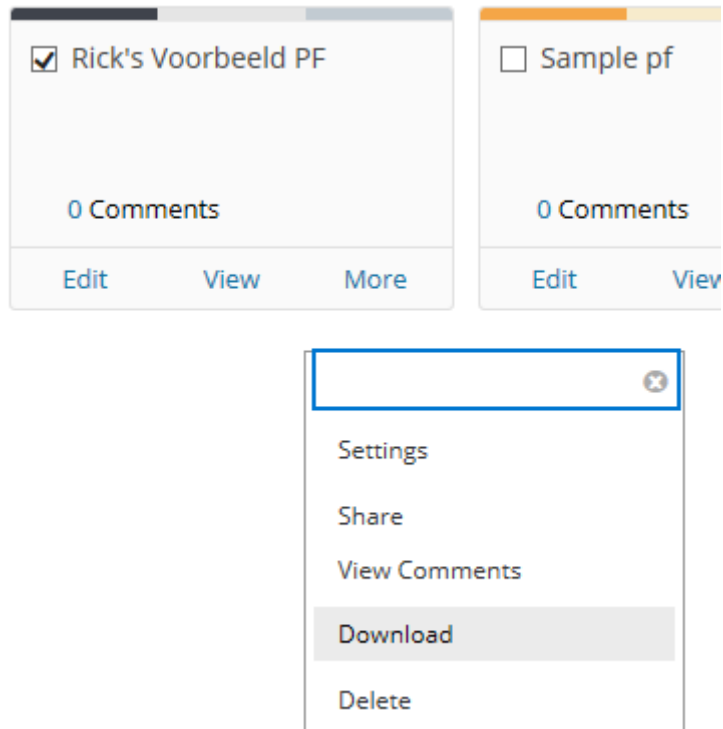 Rick's Voorbeeld PF
0 Comments
Edit View More
Sample pf
0 Comments
Edit View
Settings
Share
View Comments
Download
Delete